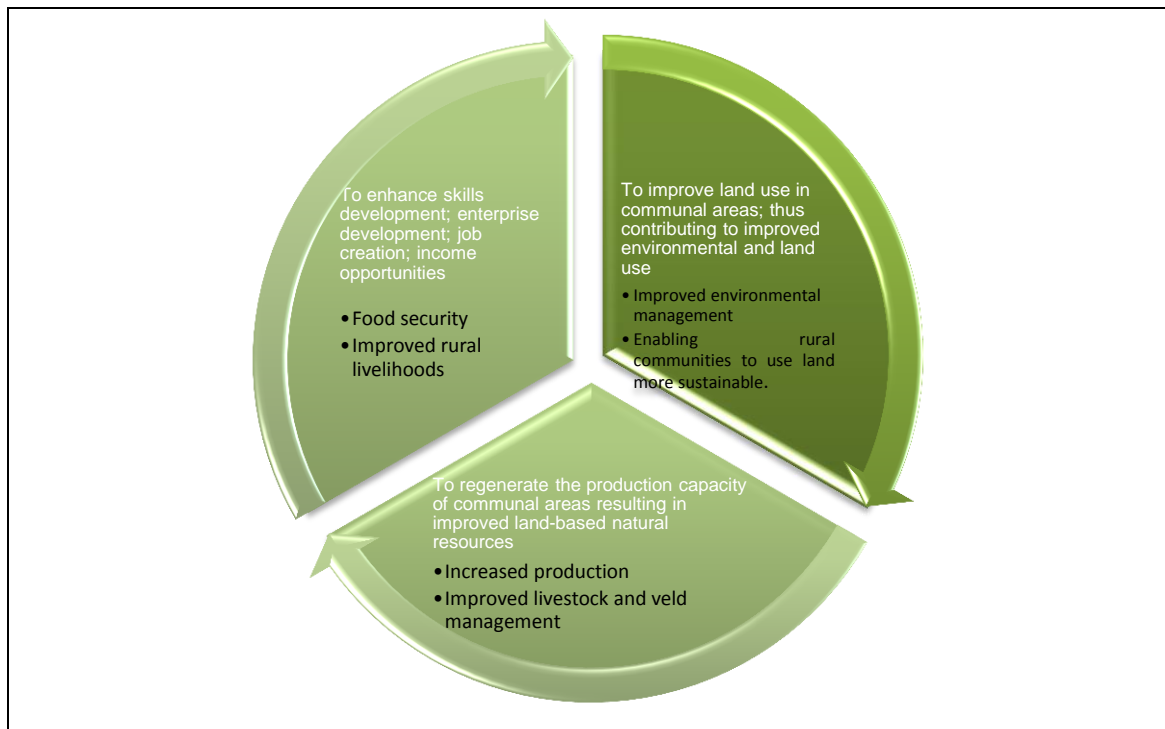 To enhance skills
development; enterprise
development; job
creation; income
opportunities
•Food security
•Improved rural
livelihoods
To improve land use in
communal areas; thus
contributing to improved
environmental and land
use
•Improved environmental
management
•Enabling rural
communities to use land
more sustainable.
To regenerate the production capacity
of communal areas resulting in
improved land-based natural
resources
•Increased production
•Improved livestock and veld
management